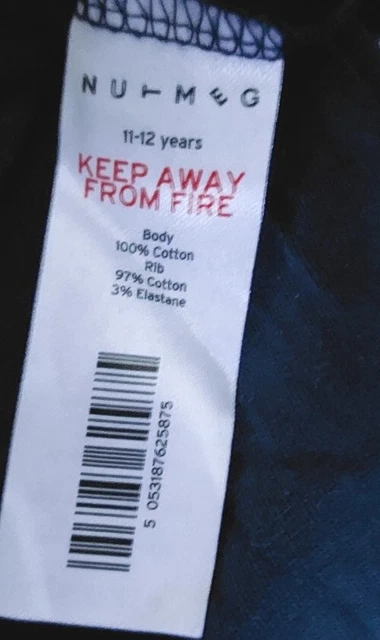 NUTMEG
11-12 years
KEEP AWAY
FROM FIRE
Body
100% Cotton
Rib
97% Cotton
3% Elastane
5 053187625875